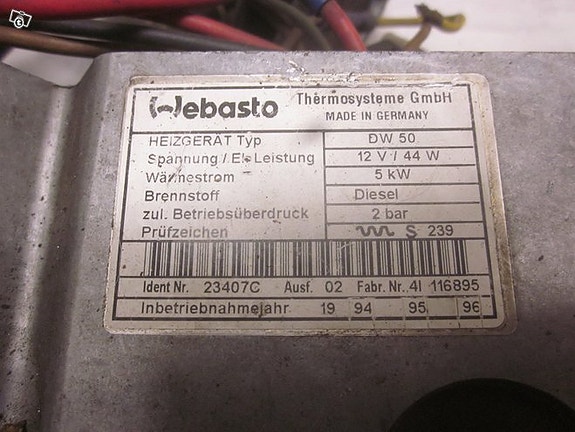 Webasto Thermosysteme GmbH
MADE IN GERMANY
HEIZGERÄT Typ DW 50
Spannung / El. Leistung 12 V / 44 W
Wärmestrom 5 kW
Brennstoff Diesel
zul. Betriebsüberdruck 2 bar
Prüfzeichen S 239
Ident Nr. 23407C Ausf. 02 Fabr. Nr. 4I 116895
Inbetriebnahmejahr 19 94 95 96